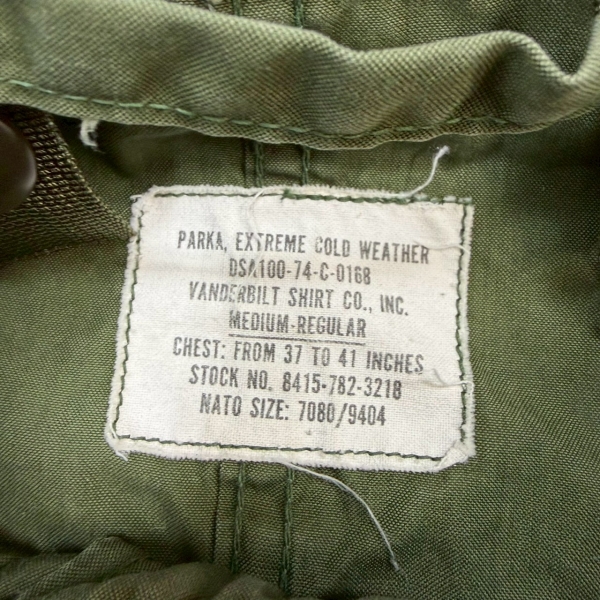 PARKA, EXTREME COLD WEATHER
DSA100-74-C-0168
VANDERBILT SHIRT CO., INC.
MEDIUM-REGULAR
CHEST: FROM 37 TO 41 INCHES
STOCK NO. 8415-782-3218
NATO SIZE: 7080/9404